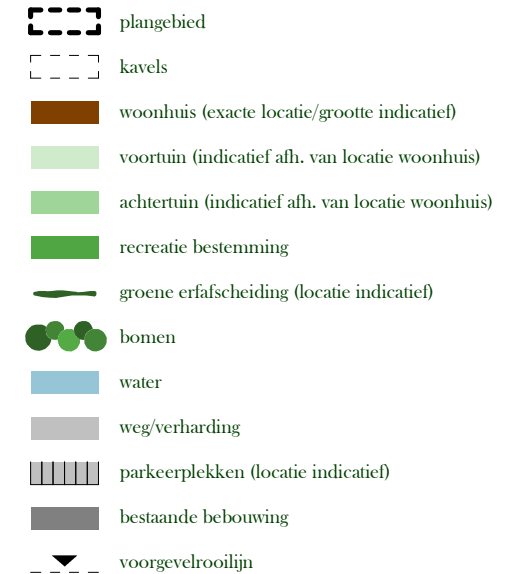 plangebied
kavels
woonhuis (exacte locatie/grootte indicatief)
voortuin (indicatief afh. van locatie woonhuis)
achtertuin (indicatief afh. van locatie woonhuis)
recreatie bestemming
groene erfafscheiding (locatie indicatief)
bomen
water
weg/verharding
parkeerplekken (locatie indicatief)
bestaande bebouwing
voorgevelrooilijn